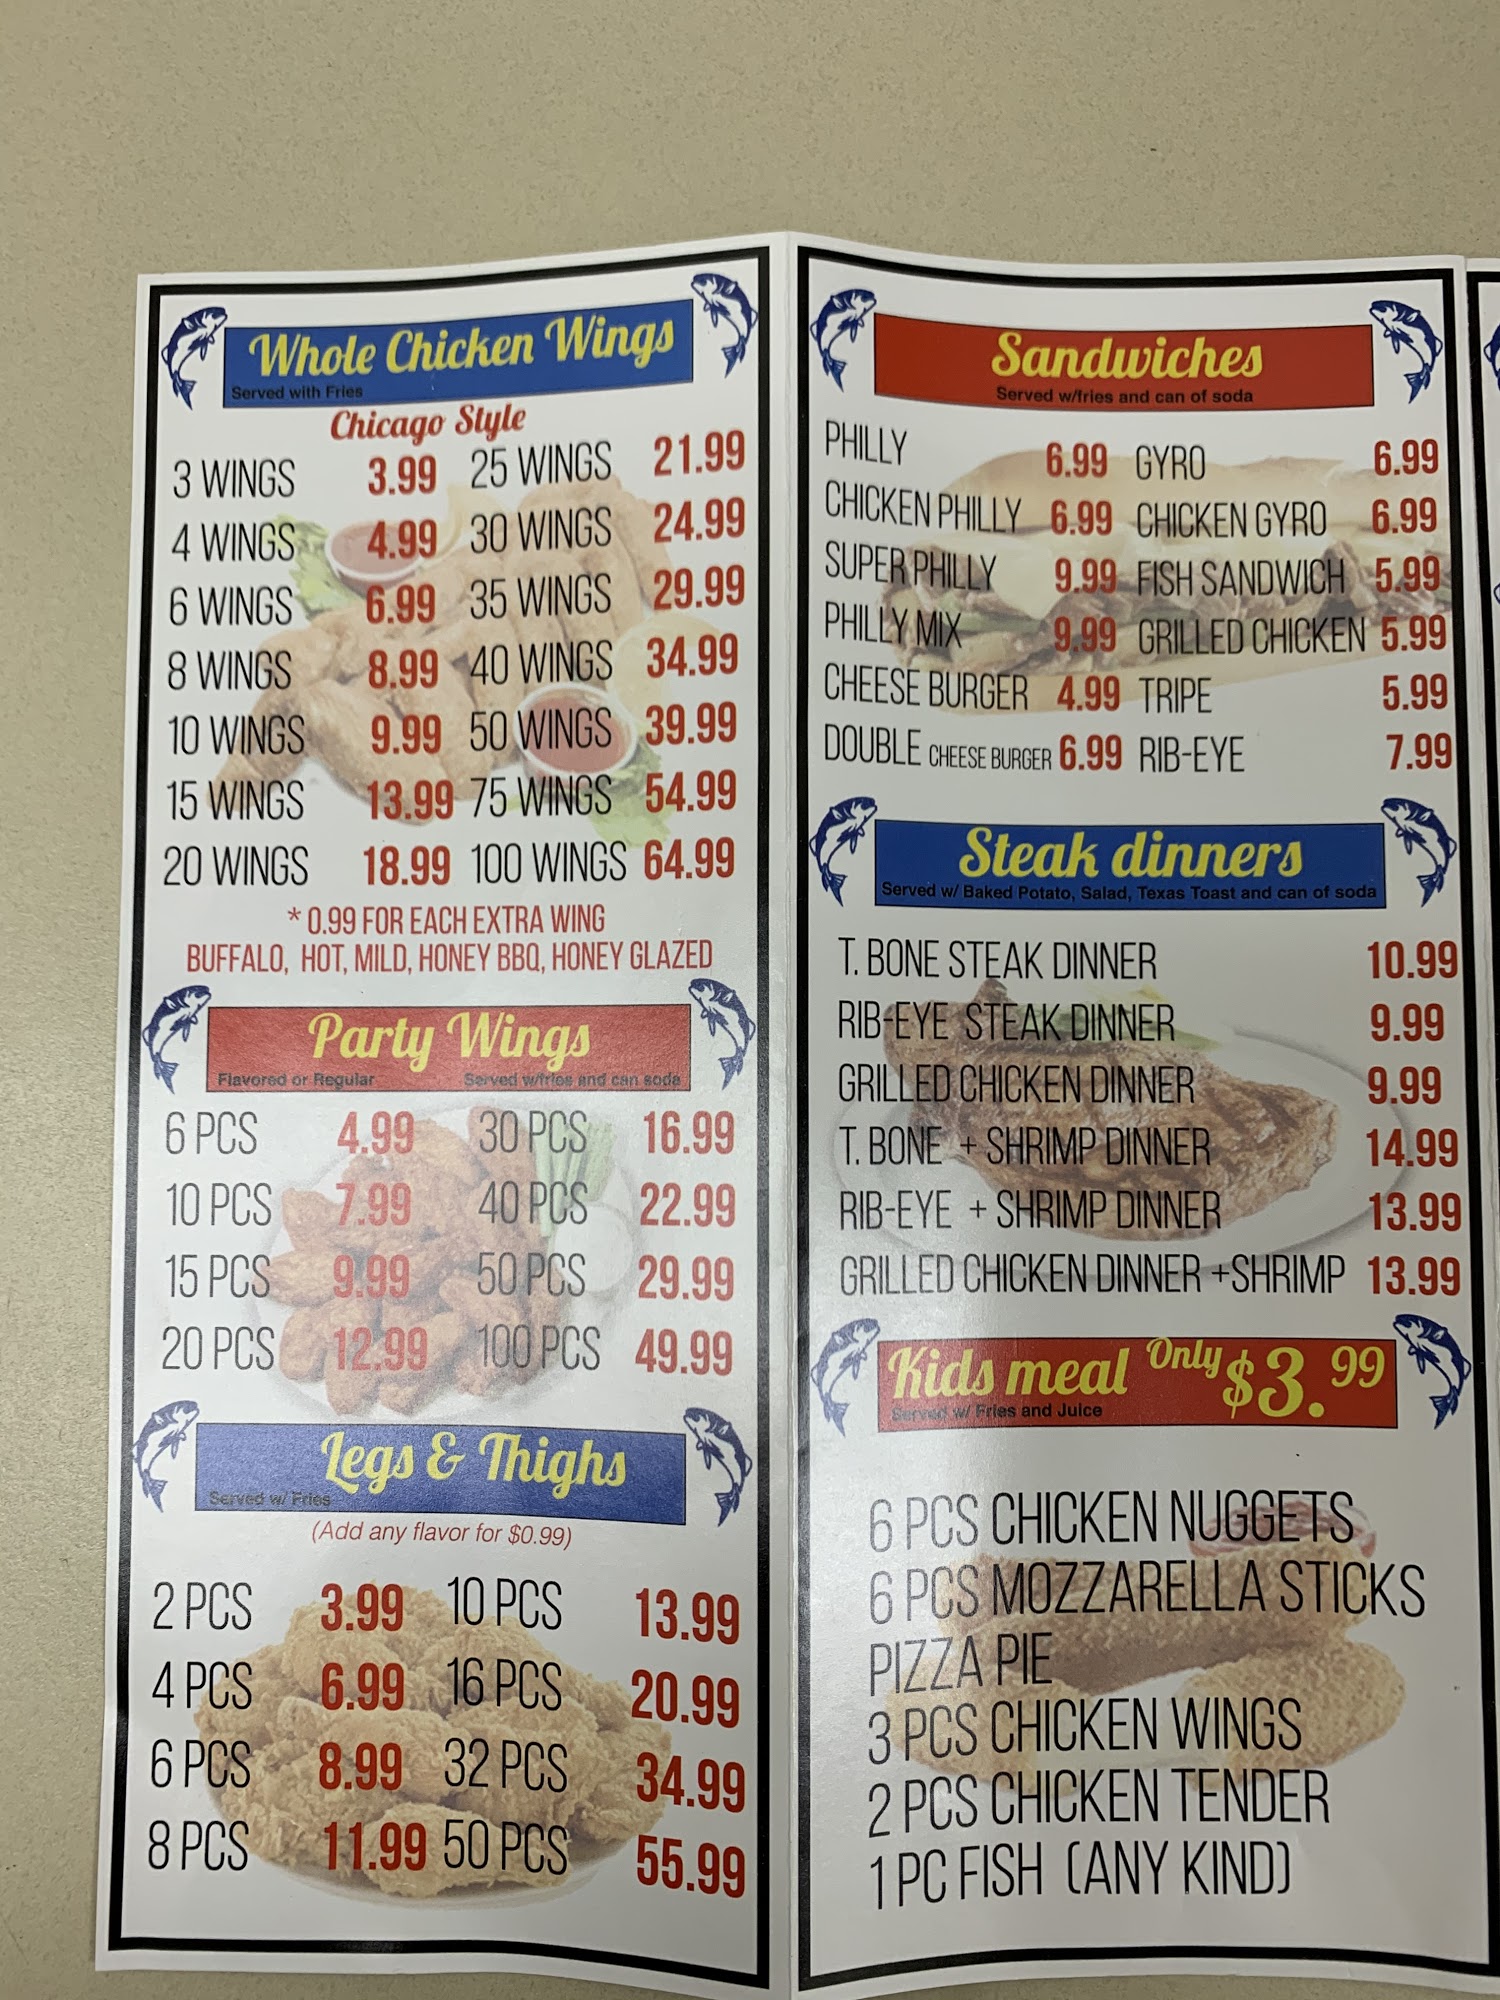 Whole Chicken Wings
Served with Fries
Chicago Style
3 WINGS 3.99 25 WINGS 21.99
4 WINGS 4.99 30 WINGS 24.99
6 WINGS 6.99 35 WINGS 29.99
8 WINGS 8.99 40 WINGS 34.99
10 WINGS 9.99 50 WINGS 39.99
15 WINGS 13.99 75 WINGS 54.99
20 WINGS 18.99 100 WINGS 64.99
* 0.99 FOR EACH EXTRA WING
BUFFALO, HOT, MILD, HONEY BBQ, HONEY GLAZED
Party Wings
Flavored or Regular Served w/fries and can soda
6 PCS 4.99 30 PCS 16.99
10 PCS 7.99 40 PCS 22.99
15 PCS 9.99 50 PCS 29.99
20 PCS 12.99 100 PCS 49.99
Legs & Thighs
Served w/ Fries
(Add any flavor for $0.99)
2 PCS 3.99 10 PCS 13.99
4 PCS 6.99 16 PCS 20.99
6 PCS 8.99 32 PCS 34.99
8 PCS 11.99 50 PCS 55.99
Sandwiches
Served w/fries and can of soda
PHILLY 6.99 GYRO 6.99
CHICKEN PHILLY 6.99 CHICKEN GYRO 6.99
SUPER PHILLY 9.99 FISH SANDWICH 5.99
PHILLY MIX 9.99 GRILLED CHICKEN 5.99
CHEESE BURGER 4.99 TRIPE 5.99
DOUBLE CHEESE BURGER 6.99 RIB-EYE 7.99
Steak dinners
Served w/ Baked Potato, Salad, Texas Toast and can of soda
T. BONE STEAK DINNER 10.99
RIB-EYE STEAK DINNER 9.99
GRILLED CHICKEN DINNER 9.99
T. BONE + SHRIMP DINNER 14.99
RIB-EYE + SHRIMP DINNER 13.99
GRILLED CHICKEN DINNER +SHRIMP 13.99
Kids meal Only $3.99
Served w/ Fries and Juice
6 PCS CHICKEN NUGGETS
6 PCS MOZZARELLA STICKS
PIZZA PIE
3 PCS CHICKEN WINGS
2 PCS CHICKEN TENDER
1 PC FISH (ANY KIND)